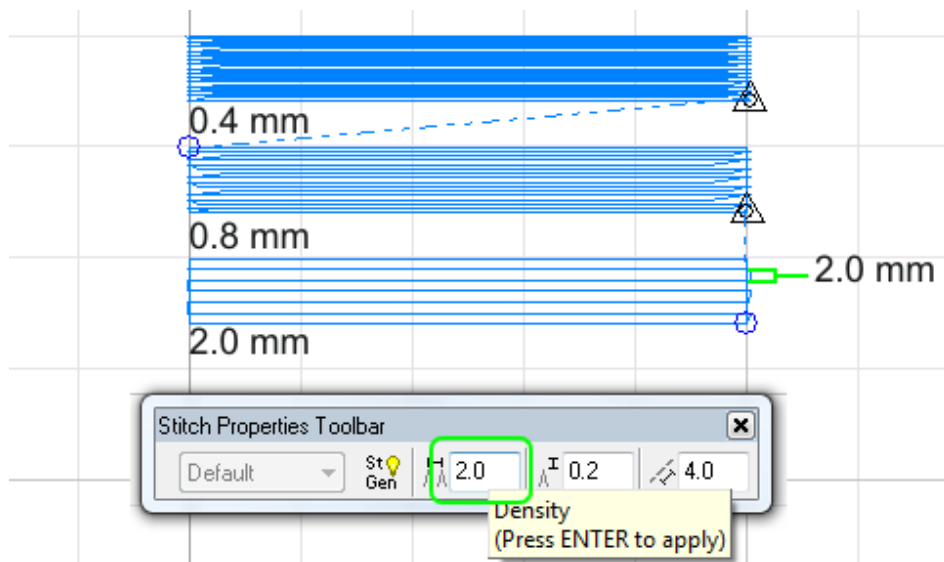 0.4 mm
0.8 mm
2.0 mm
2.0 mm
Stitch Properties Toolbar
Default St Gen 2.0 0.2 4.0
Density
(Press ENTER to apply)